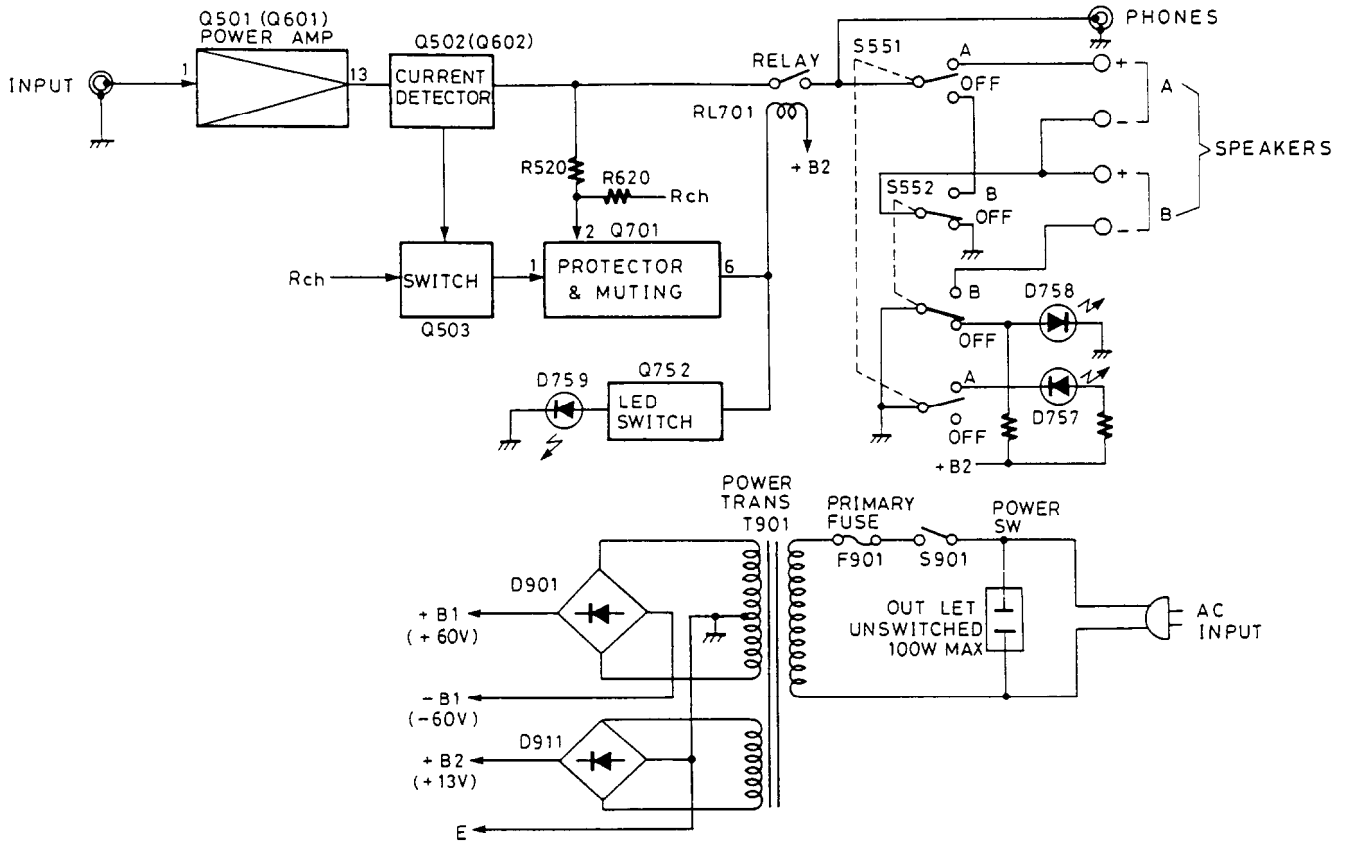 Q501 (Q601)
POWER AMP
INPUT
1
13
Q502(Q602)
CURRENT
DETECTOR
RELAY
RL701
+B2
S551
A
OFF
PHONES
+
-
A
+
-
B
SPEAKERS
R520
R620
Rch
S552
B
OFF
2
Q701
Rch
SWITCH
Q503
1
PROTECTOR
& MUTING
6
B
OFF
D758
A
OFF
D757
+B2
D759
Q752
LED
SWITCH
POWER
TRANS
T901
PRIMARY
FUSE
F901
S901
POWER
SW
OUT LET
UNSWITCHED
100W MAX
AC
INPUT
D901
+B1
(+60V)
-B1
(-60V)
D911
+B2
(+13V)
E